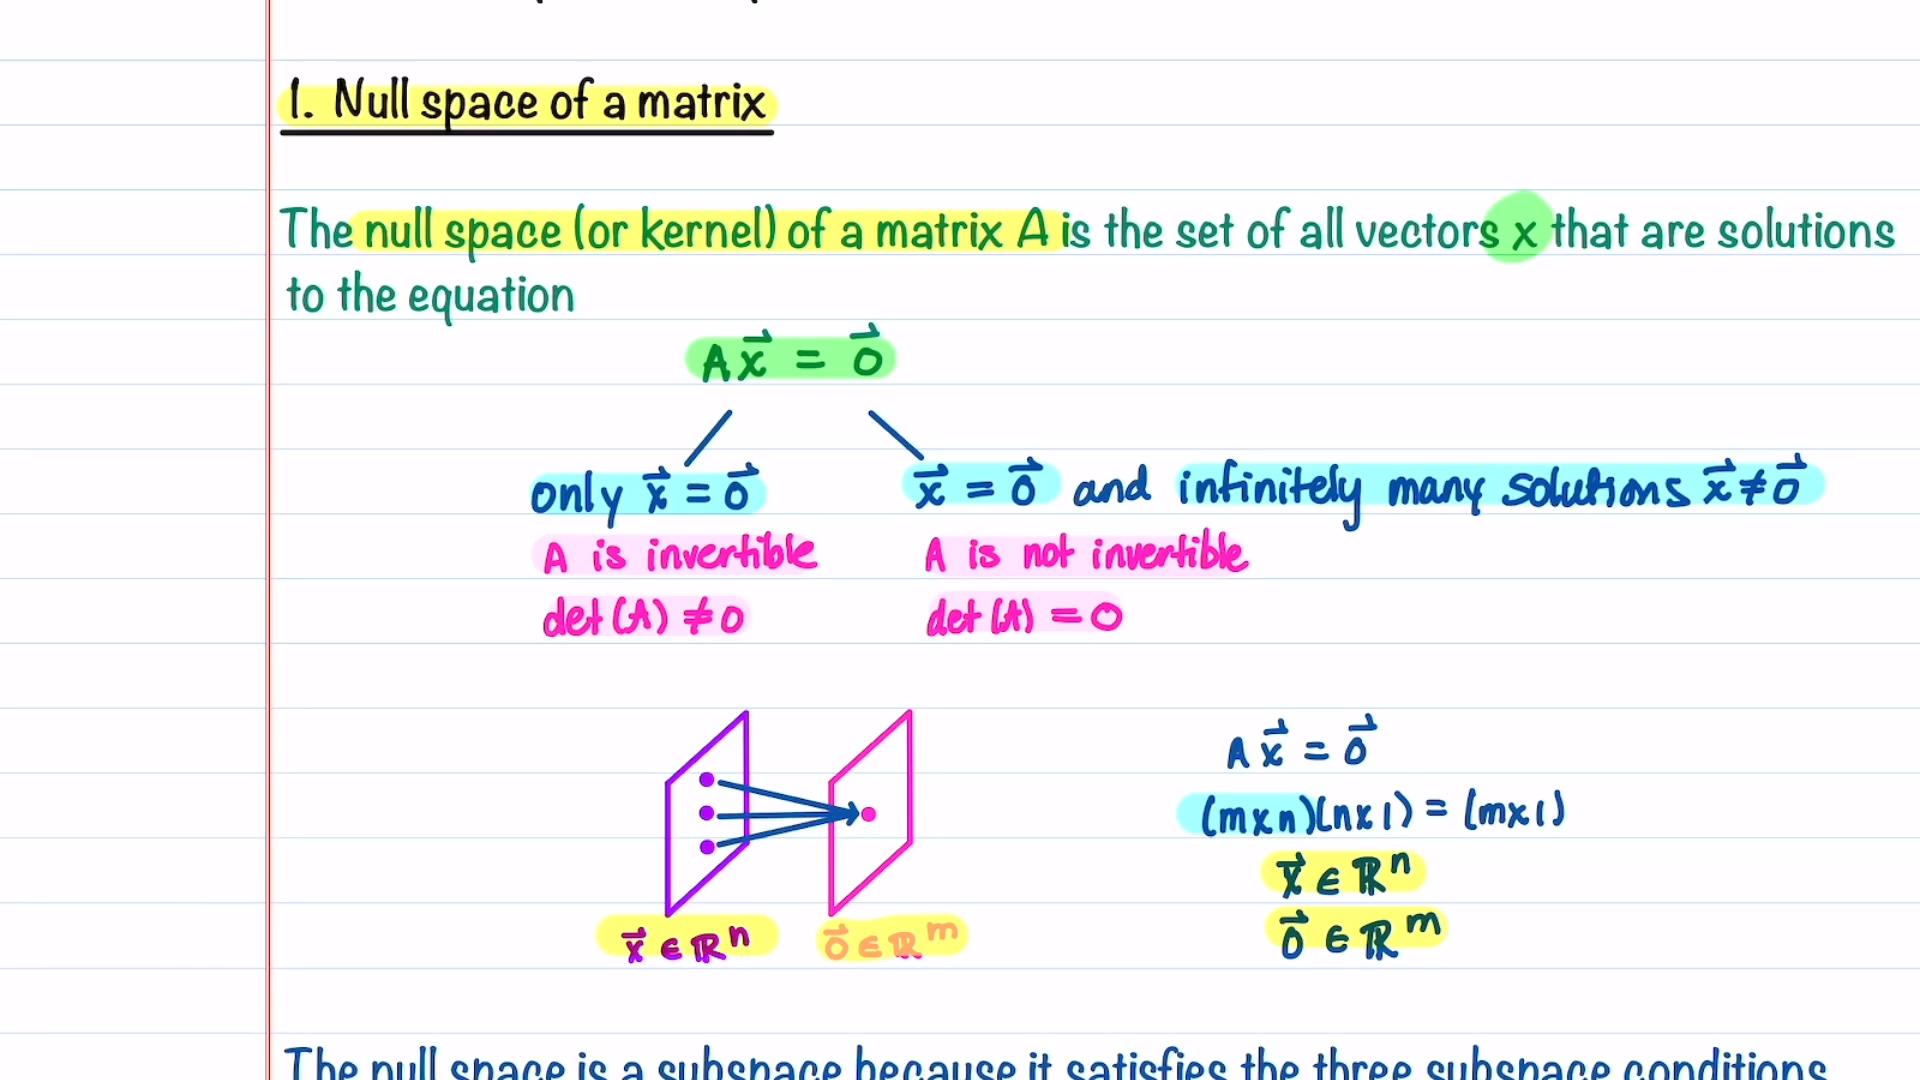 1. Null space of a matrix
The null space (or kernel) of a matrix A is the set of all vectors x that are solutions
to the equation
Ax⃗ = 0⃗
only x⃗ = 0⃗
x⃗ = 0⃗ and infinitely many solutions x⃗ ≠ 0⃗
A is invertible
A is not invertible
det(A) ≠ 0
det(A) = 0
x⃗ ∈ ℝⁿ
0⃗ ∈ ℝᵐ
Ax⃗ = 0⃗
(m×n)(n×1) = (m×1)
x⃗ ∈ ℝⁿ
0⃗ ∈ ℝᵐ
The null space is a subspace because it satisfies the three subspace conditions